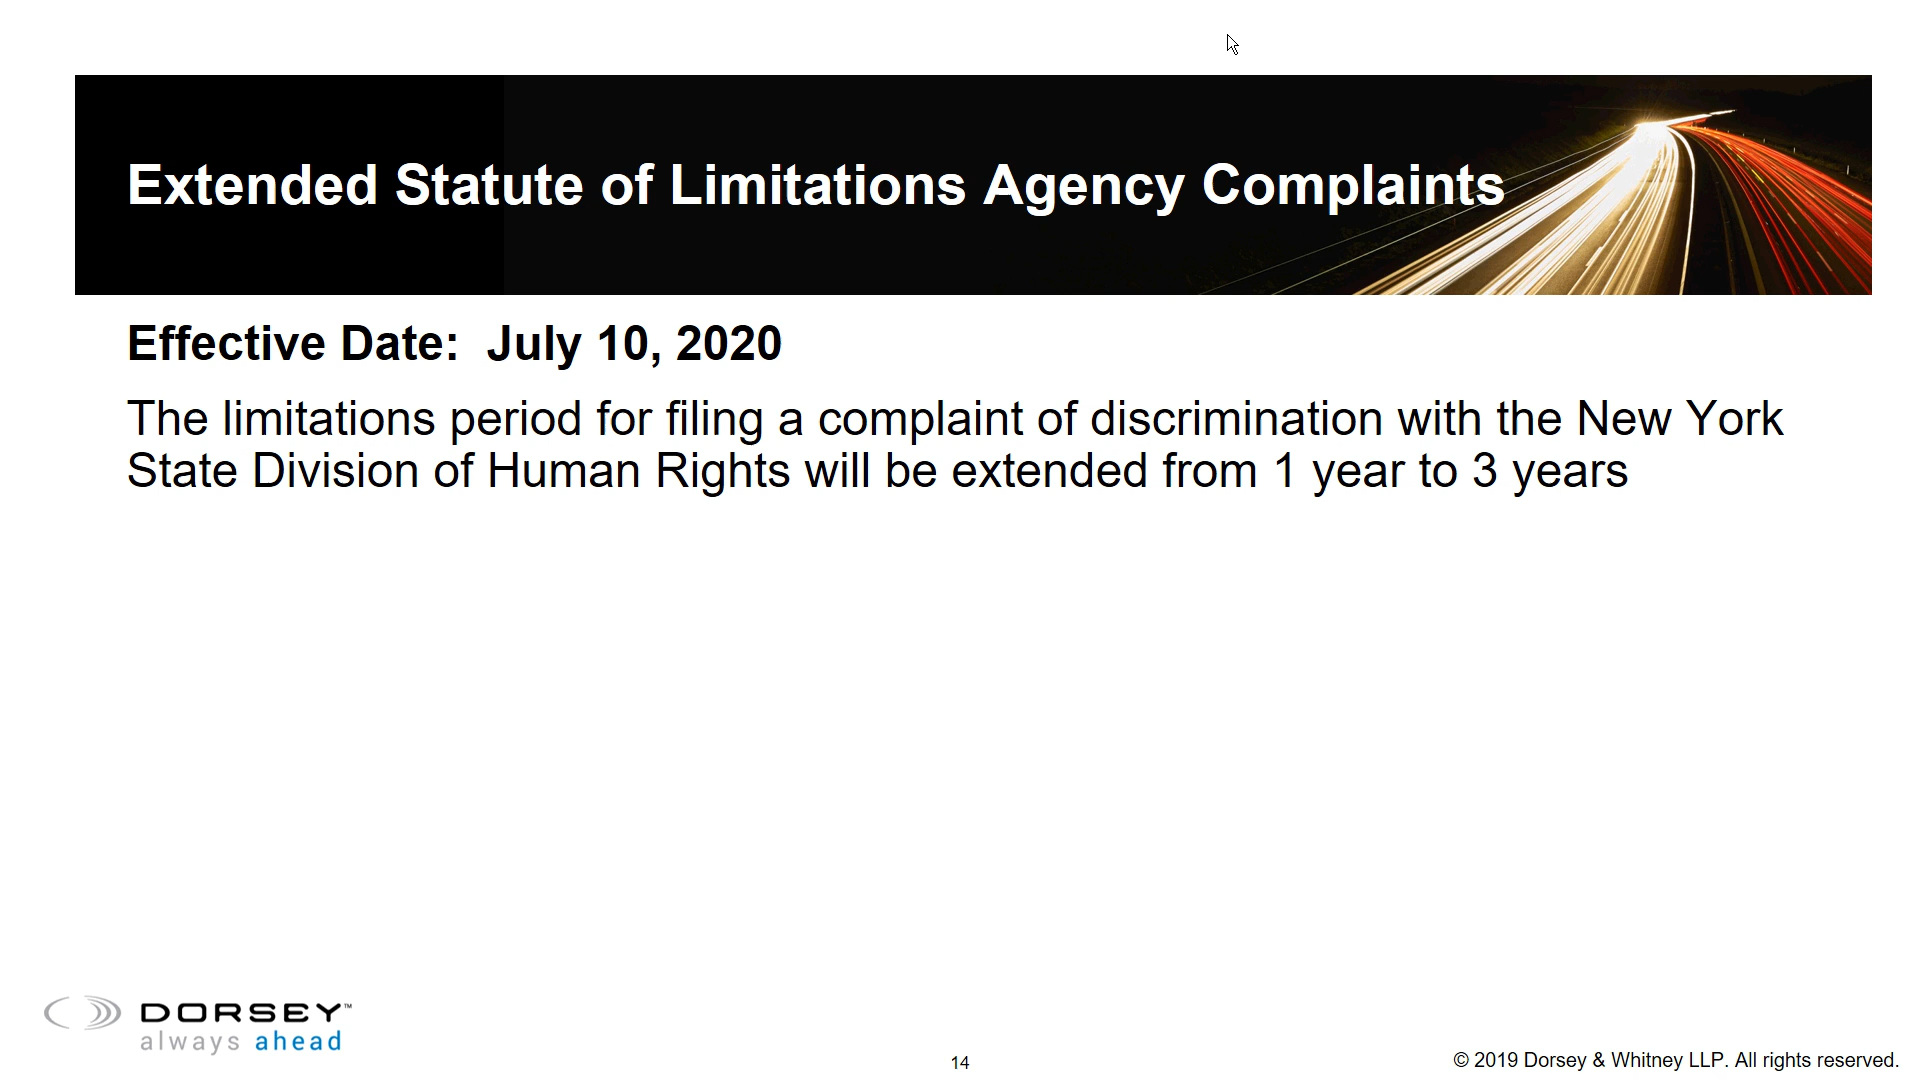 Extended Statute of Limitations Agency Complaints
Effective Date:  July 10, 2020
The limitations period for filing a complaint of discrimination with the New York
State Division of Human Rights will be extended from 1 year to 3 years
DORSEY™
always ahead
14
© 2019 Dorsey & Whitney LLP. All rights reserved.